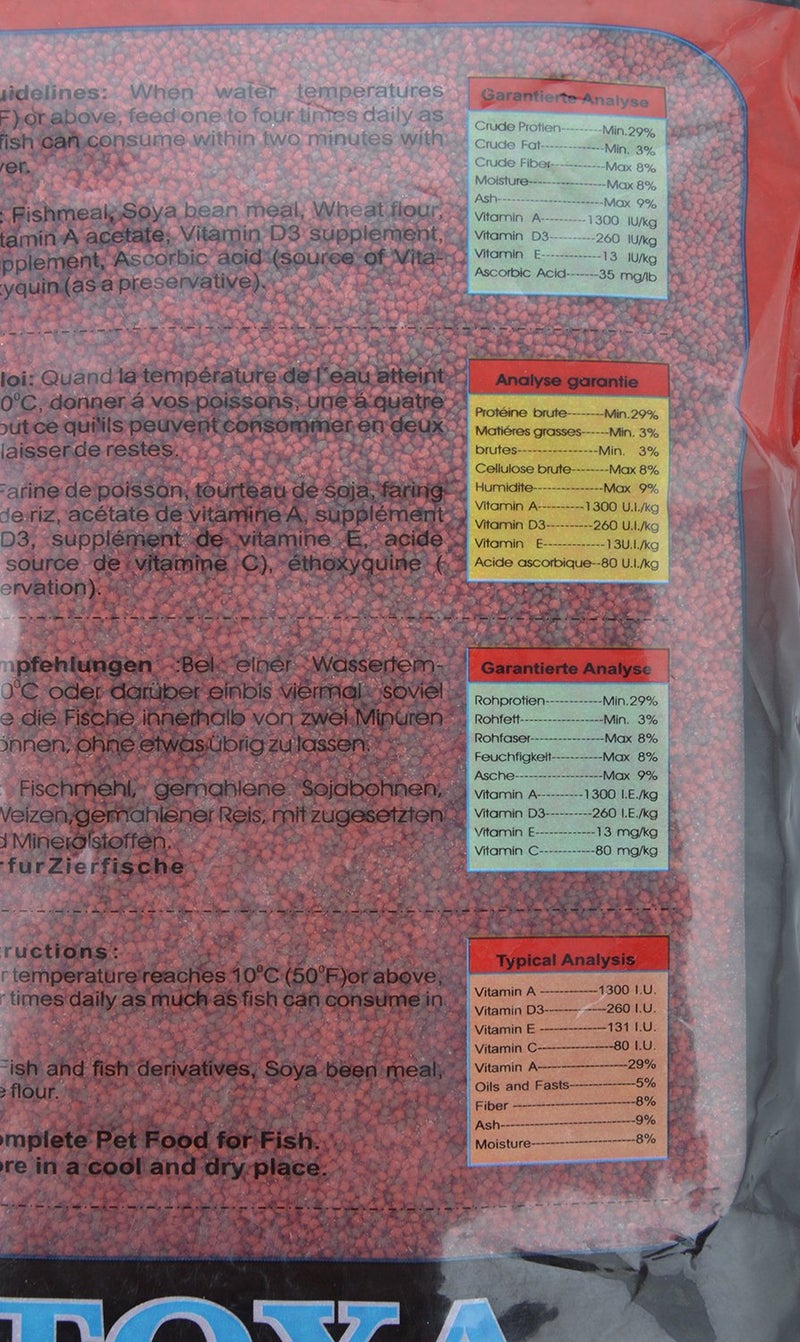 uidelines: When water temperatures
F) or above, feed one to four times daily as
fish can consume within two minutes with
ver.
: Fishmeal, Soya bean meal, Wheat flour,
tamin A acetate, Vitamin D3 supplement,
pplement, Ascorbic acid (source of Vita-
yquin (as a preservative).
Garantierte Analyse
Crude Protien--------Min.29%
Crude Fat-------------Min. 3%
Crude Fiber-----------Max 8%
Moisture---------------Max 8%
Ash---------------------Max 9%
Vitamin A----------1300 IU/kg
Vitamin D3----------260 IU/kg
Vitamin E------------13 IU/kg
Ascorbic Acid-------35 mg/lb
loi: Quand la température de l'eau atteint
0°C, donner á vos poissons, une á quatre
out ce qui'ils peuvent consommer en deux
laisser de restes.
Farine de poisson, tourteau de soja, faring
de riz, acétate de vitamine A, supplément
D3, supplément de vitamine E, acide
source de vitamine C), éthoxyquine (
ervation).
Analyse garantie
Protéine brute--------Min.29%
Matiéres grasses------Min. 3%
brutes-----------------Min. 3%
Cellulose brute--------Max 8%
Humidite---------------Max 9%
Vitamin A----------1300 U.I./kg
Vitamin D3----------260 U.I./kg
Vitamin E-------------13U.I./kg
Acide ascorbique--80 U.I./kg
mpfehlungen :Bei einer Wassertem-
0°C oder darüber einbis viermal soviel
e die Fische innerhalb von zwei Minuren
önnen, ohne etwas übrig zu lassen.
: Fischmehl, gemahlene Sojabohnen,
Weizen,gemahlener Reis, mit zugesetzten
d Mineralstoffen.
rfurZierfische
Garantierte Analyse
Rohprotien------------Min.29%
Rohfett-----------------Min. 3%
Rohfaser---------------Max 8%
Feuchfigkeit-----------Max 8%
Asche------------------Max 9%
Vitamin A----------1300 I.E./kg
Vitamin D3----------260 I.E./kg
Vitamin E-------------13 mg/kg
Vitamin C------------80 mg/kg
ructions:
r temperature reaches 10°C (50°F)or above,
r times daily as much as fish can consume in
Fish and fish derivatives, Soya been meal,
e flour.
omplete Pet Food for Fish.
ore in a cool and dry place.
Typical Analysis
Vitamin A ------------1300 I.U.
Vitamin D3-------------260 I.U.
Vitamin E --------------131 I.U.
Vitamin C----------------80 I.U.
Vitamin A-------------------29%
Oils and Fasts--------------5%
Fiber --------------------------8%
Ash----------------------------9%
Moisture----------------------8%
TOYA